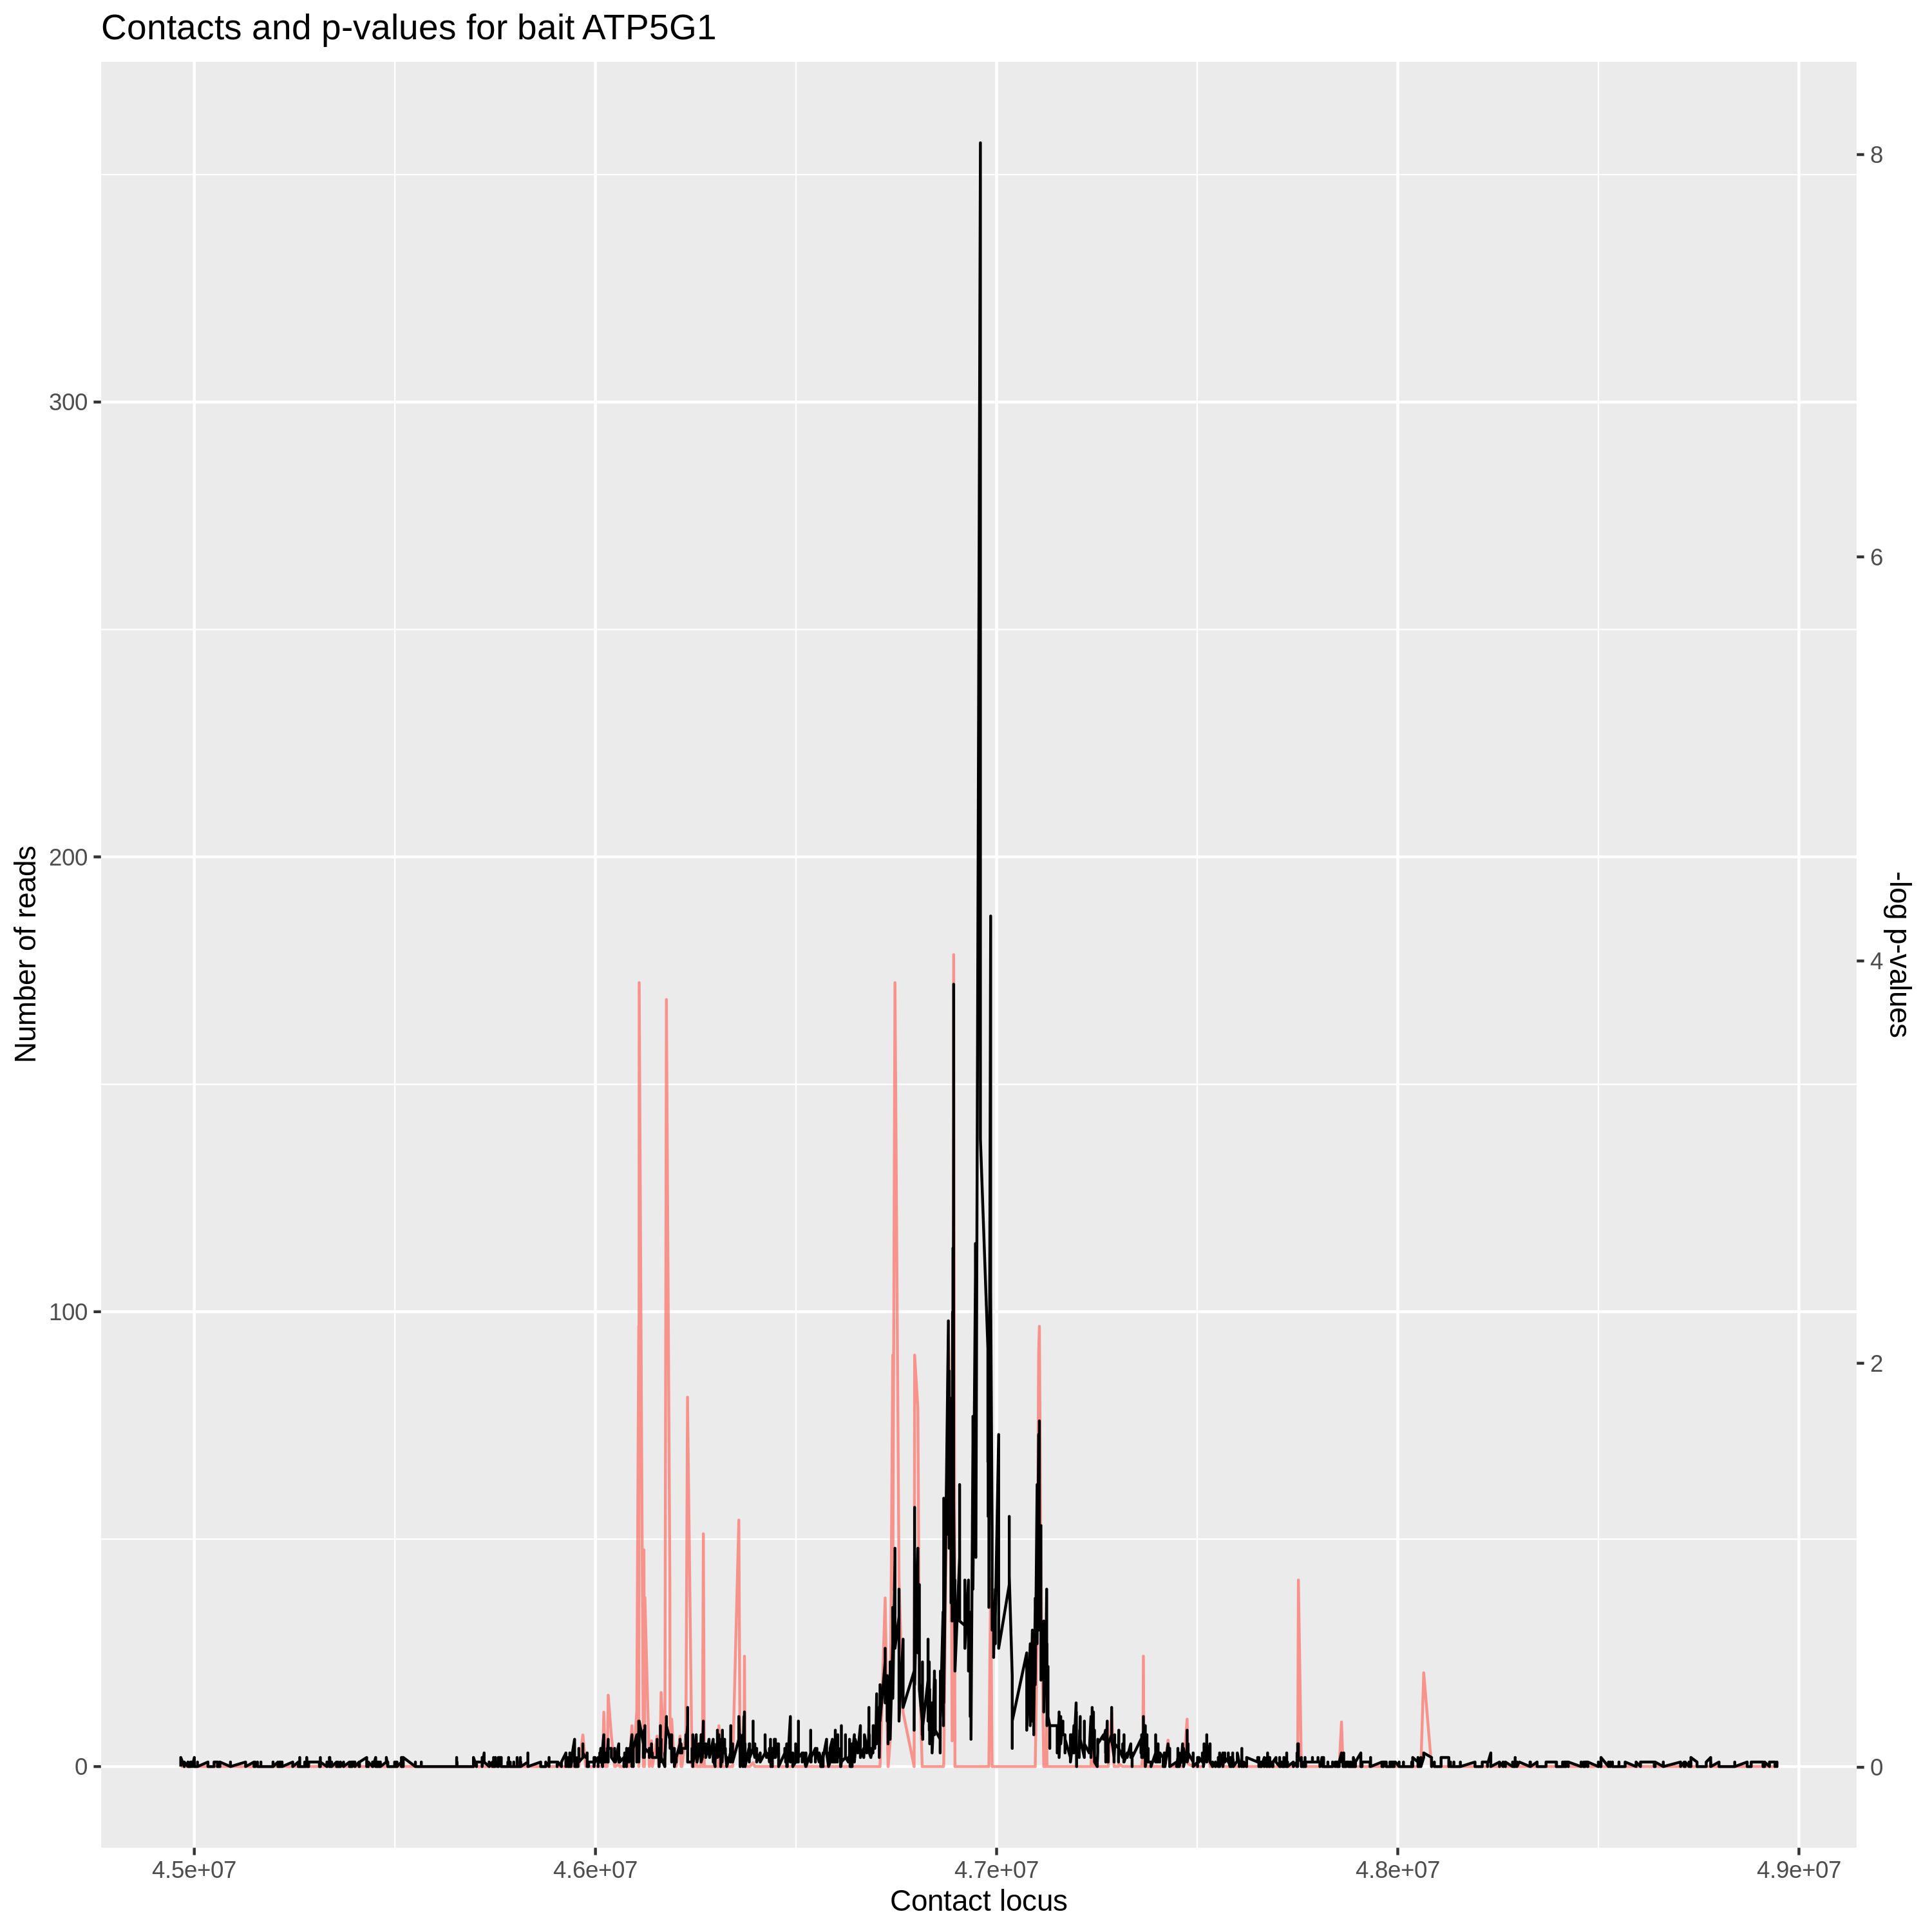 Contacts and p-values for bait ATP5G1
300
200
100
0
Number of reads
8
6
4
2
0
-log p-values
4.5e+07 4.6e+07 4.7e+07 4.8e+07 4.9e+07
Contact locus